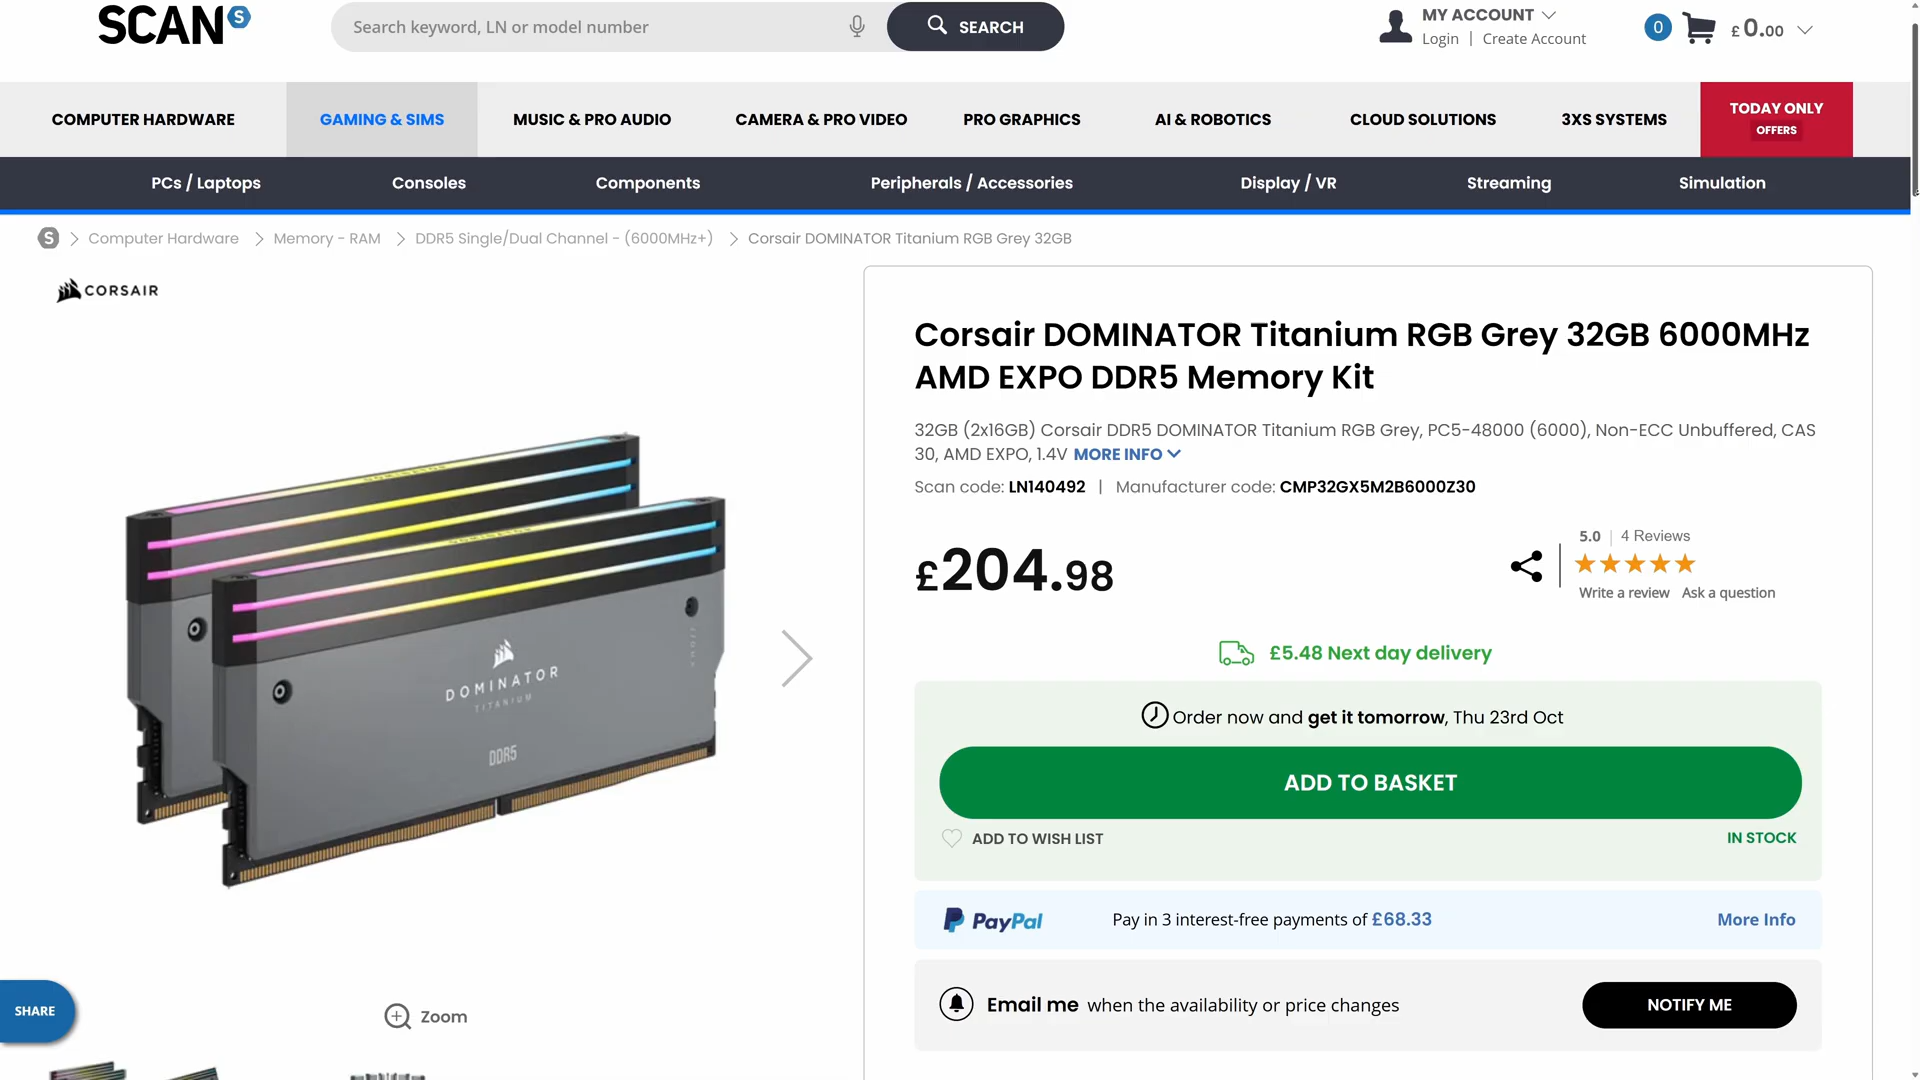 SCAN S
Search keyword, LN or model number
SEARCH
MY ACCOUNT
Login | Create Account
0
£ 0.00
COMPUTER HARDWARE
GAMING & SIMS
MUSIC & PRO AUDIO
CAMERA & PRO VIDEO
PRO GRAPHICS
AI & ROBOTICS
CLOUD SOLUTIONS
3XS SYSTEMS
TODAY ONLY
OFFERS
PCs / Laptops
Consoles
Components
Peripherals / Accessories
Display / VR
Streaming
Simulation
S > Computer Hardware > Memory - RAM > DDR5 Single/Dual Channel - (6000MHz+) > Corsair DOMINATOR Titanium RGB Grey 32GB
CORSAIR
DOMINATOR
TITANIUM
DDR5
Corsair DOMINATOR Titanium RGB Grey 32GB 6000MHz
AMD EXPO DDR5 Memory Kit
32GB (2x16GB) Corsair DDR5 DOMINATOR Titanium RGB Grey, PC5-48000 (6000), Non-ECC Unbuffered, CAS
30, AMD EXPO, 1.4V MORE INFO
Scan code: LN140492 | Manufacturer code: CMP32GX5M2B6000Z30
£204.98
5.0 | 4 Reviews
Write a review Ask a question
£5.48 Next day delivery
Order now and get it tomorrow, Thu 23rd Oct
ADD TO BASKET
ADD TO WISH LIST
IN STOCK
PayPal
Pay in 3 interest-free payments of £68.33
More Info
Email me when the availability or price changes
NOTIFY ME
SHARE
Zoom